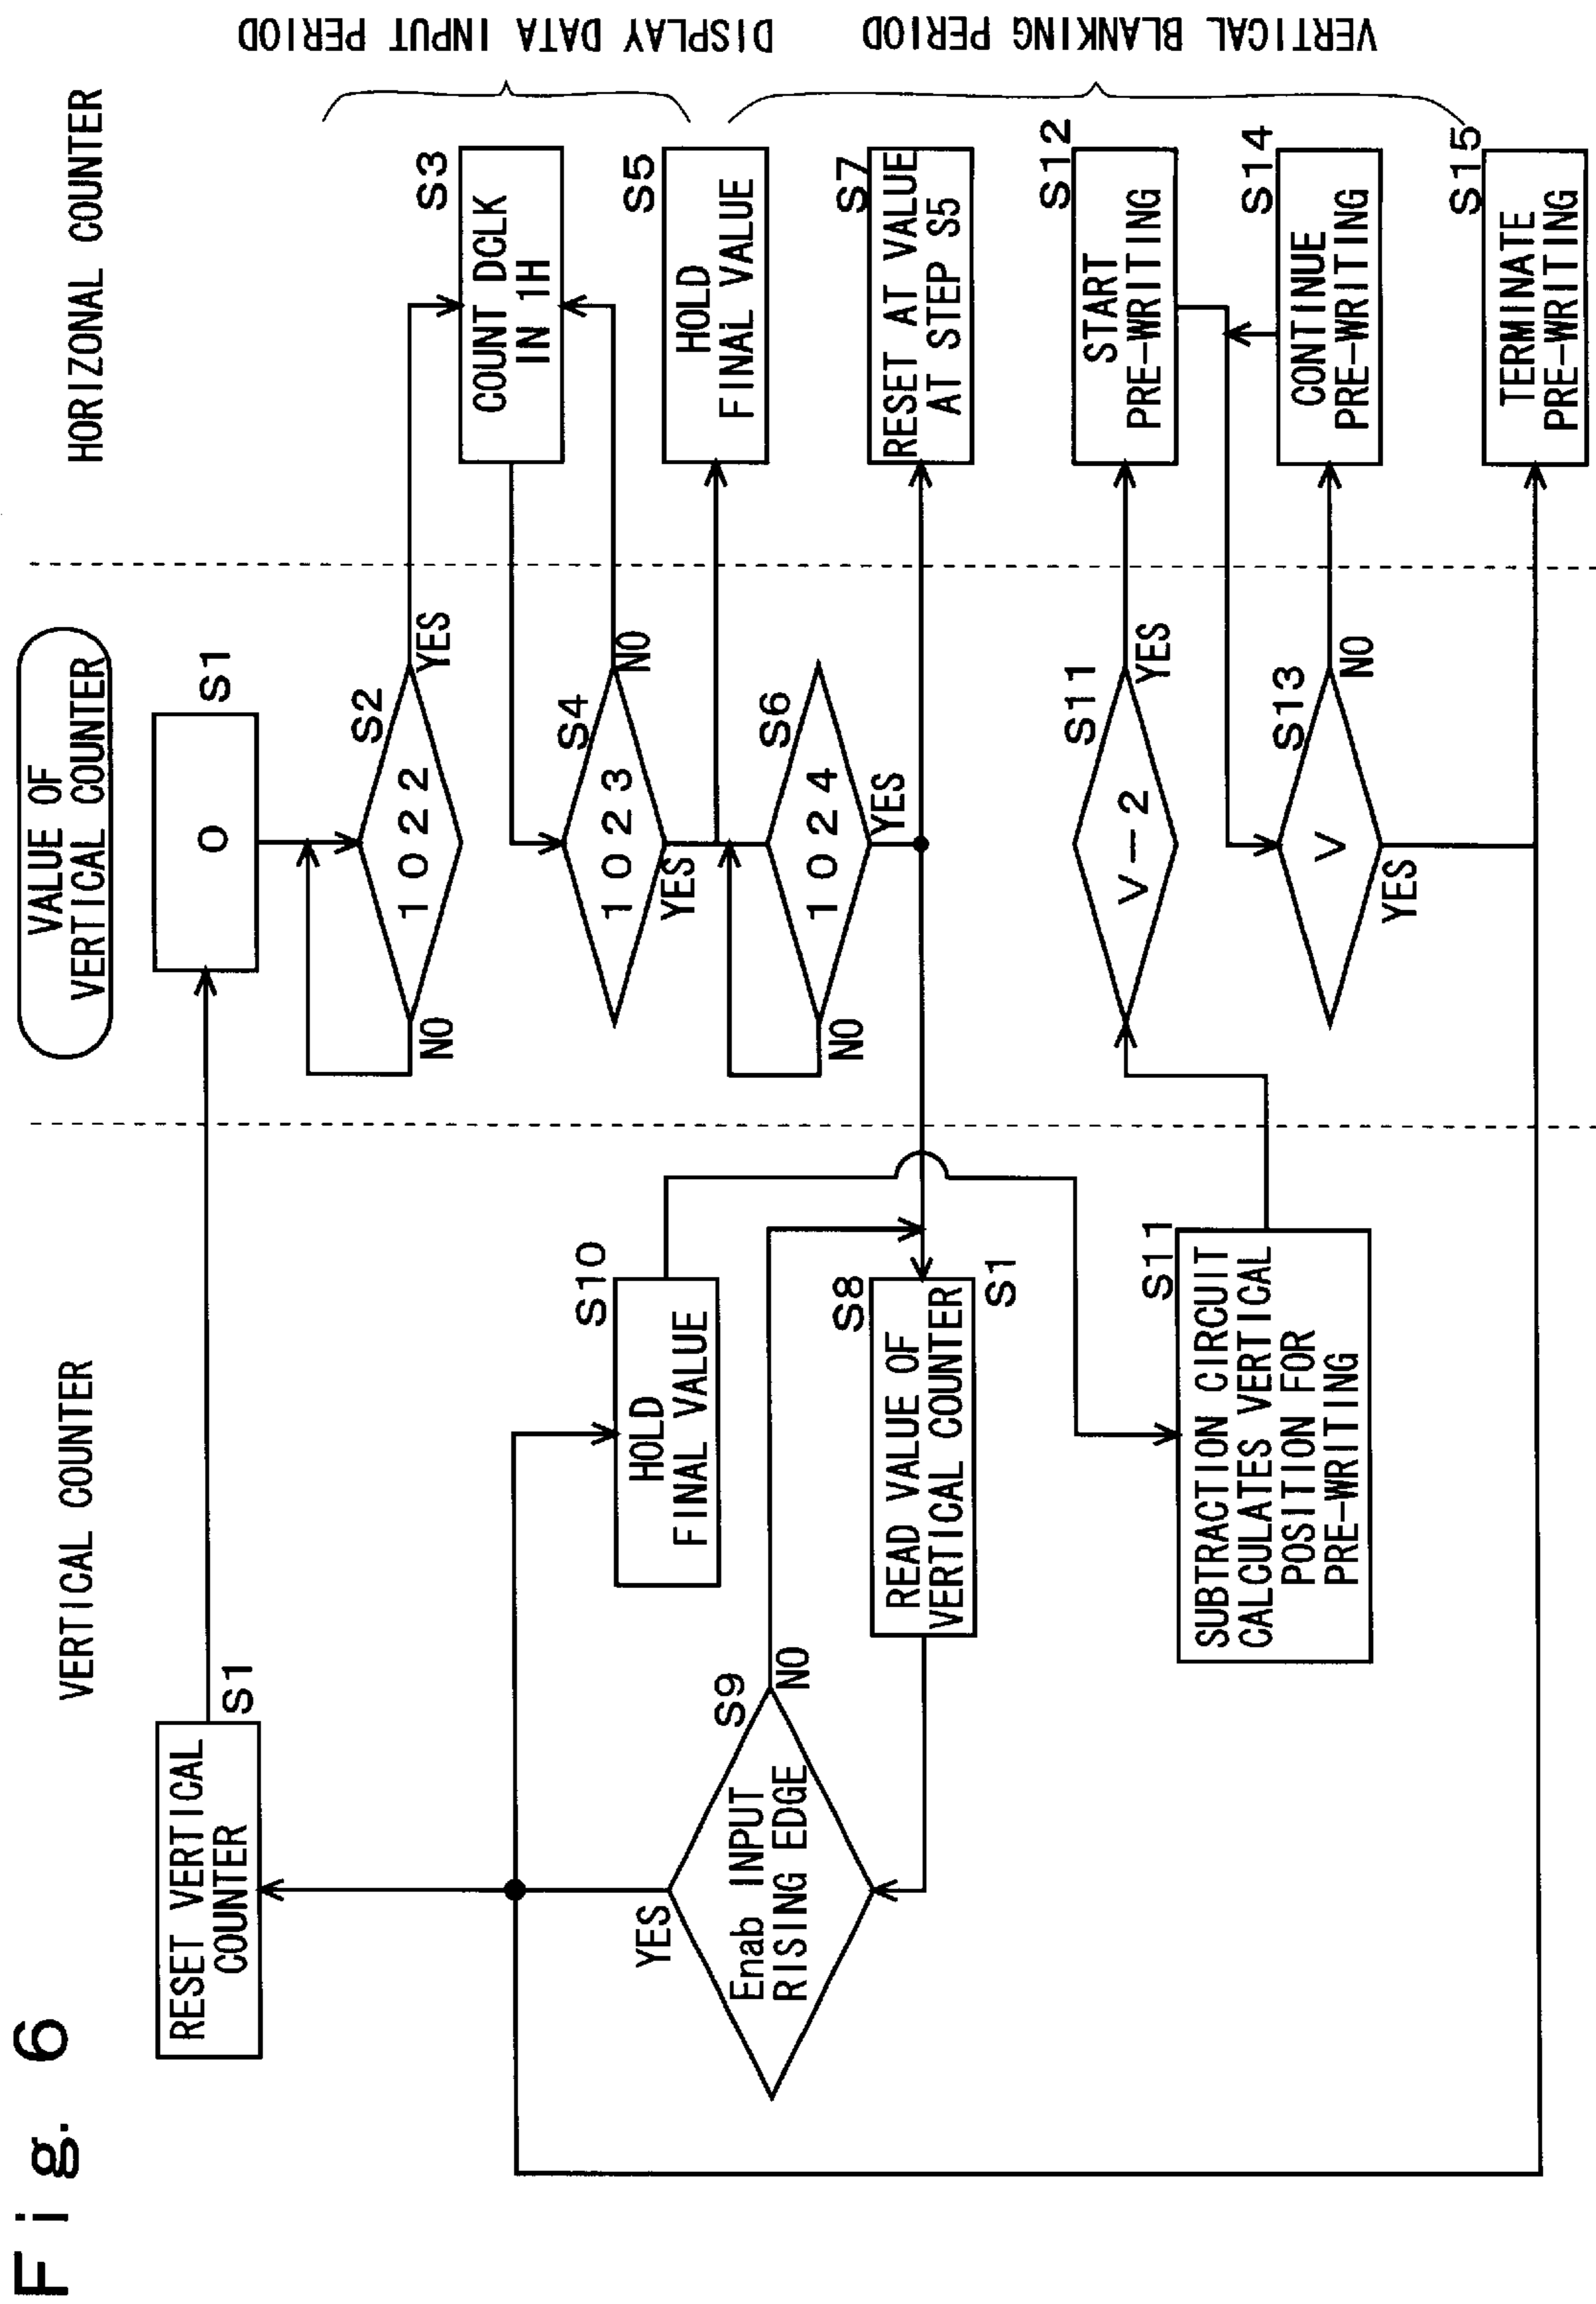 Fig. 6
VERTICAL COUNTER
VALUE OF
VERTICAL COUNTER
HORIZONAL COUNTER
RESET VERTICAL
COUNTER
S1
0
S1
1022
S2
NO
YES
COUNT DCLK
IN 1H
S3
1023
S4
NO
YES
HOLD
FINAL VALUE
S5
1024
S6
NO
YES
RESET AT VALUE
AT STEP S5
S7
READ VALUE OF
VERTICAL COUNTER
S8
S1
Enab INPUT
RISING EDGE
S9
YES
NO
HOLD
FINAL VALUE
S10
SUBTRACTION CIRCUIT
CALCULATES VERTICAL
POSITION FOR
PRE-WRITING
S11
V-2
S11
YES
START
PRE-WRITING
S12
V
S13
NO
YES
CONTINUE
PRE-WRITING
S14
TERMINATE
PRE-WRITING
S15
DISPLAY DATA INPUT PERIOD
VERTICAL BLANKING PERIOD